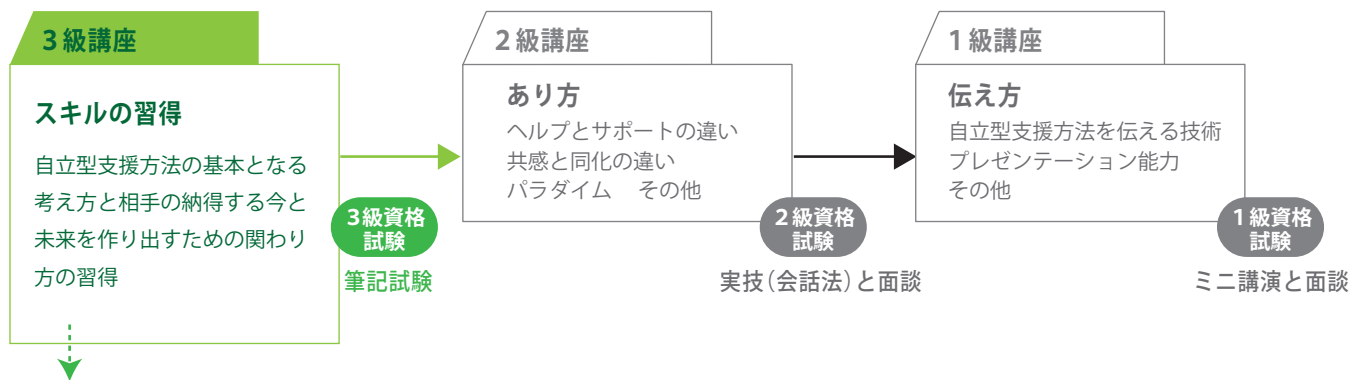 3級講座
スキルの習得
自立型支援方法の基本となる
考え方と相手の納得する今と
未来を作り出すための関わり
方の習得
3級資格
試験
筆記試験
2級講座
あり方
ヘルプとサポートの違い
共感と同化の違い
パラダイム　その他
2級資格
試験
実技(会話法)と面談
1級講座
伝え方
自立型支援方法を伝える技術
プレゼンテーション能力
その他
1級資格
試験
ミニ講演と面談